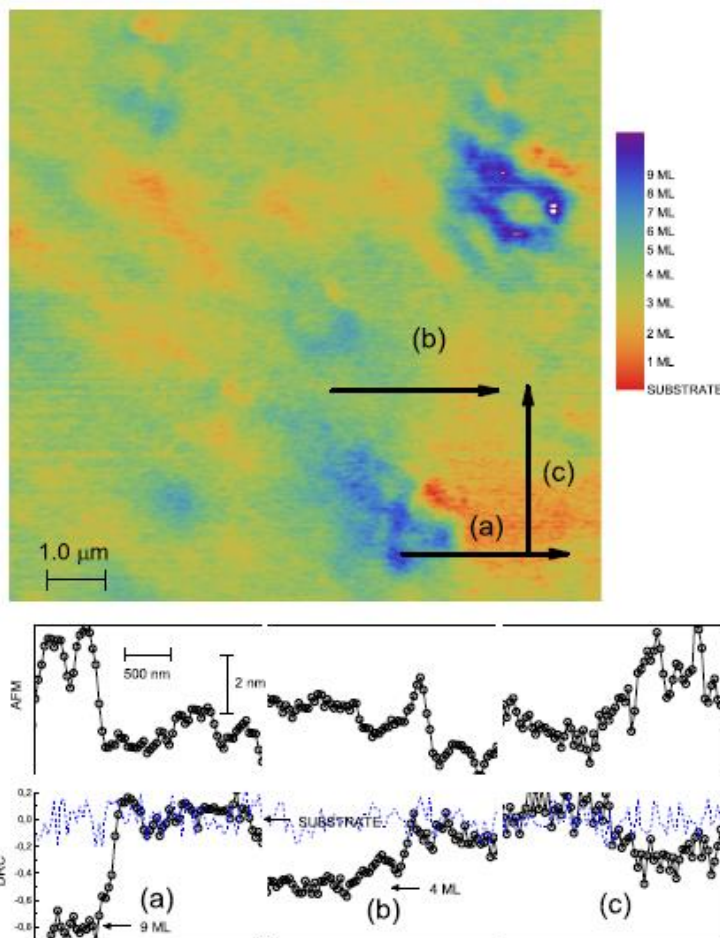 9 ML
8 ML
7 ML
6 ML
5 ML
4 ML
3 ML
2 ML
1 ML
SUBSTRATE
(b)
(c)
(a)
1.0 μm
AFM
500 nm
2 nm
0,2
0,0
-0,2
-0,4
-0,6
-0,8
SUBSTRATE
4 ML
9 ML
(a)
(b)
(c)